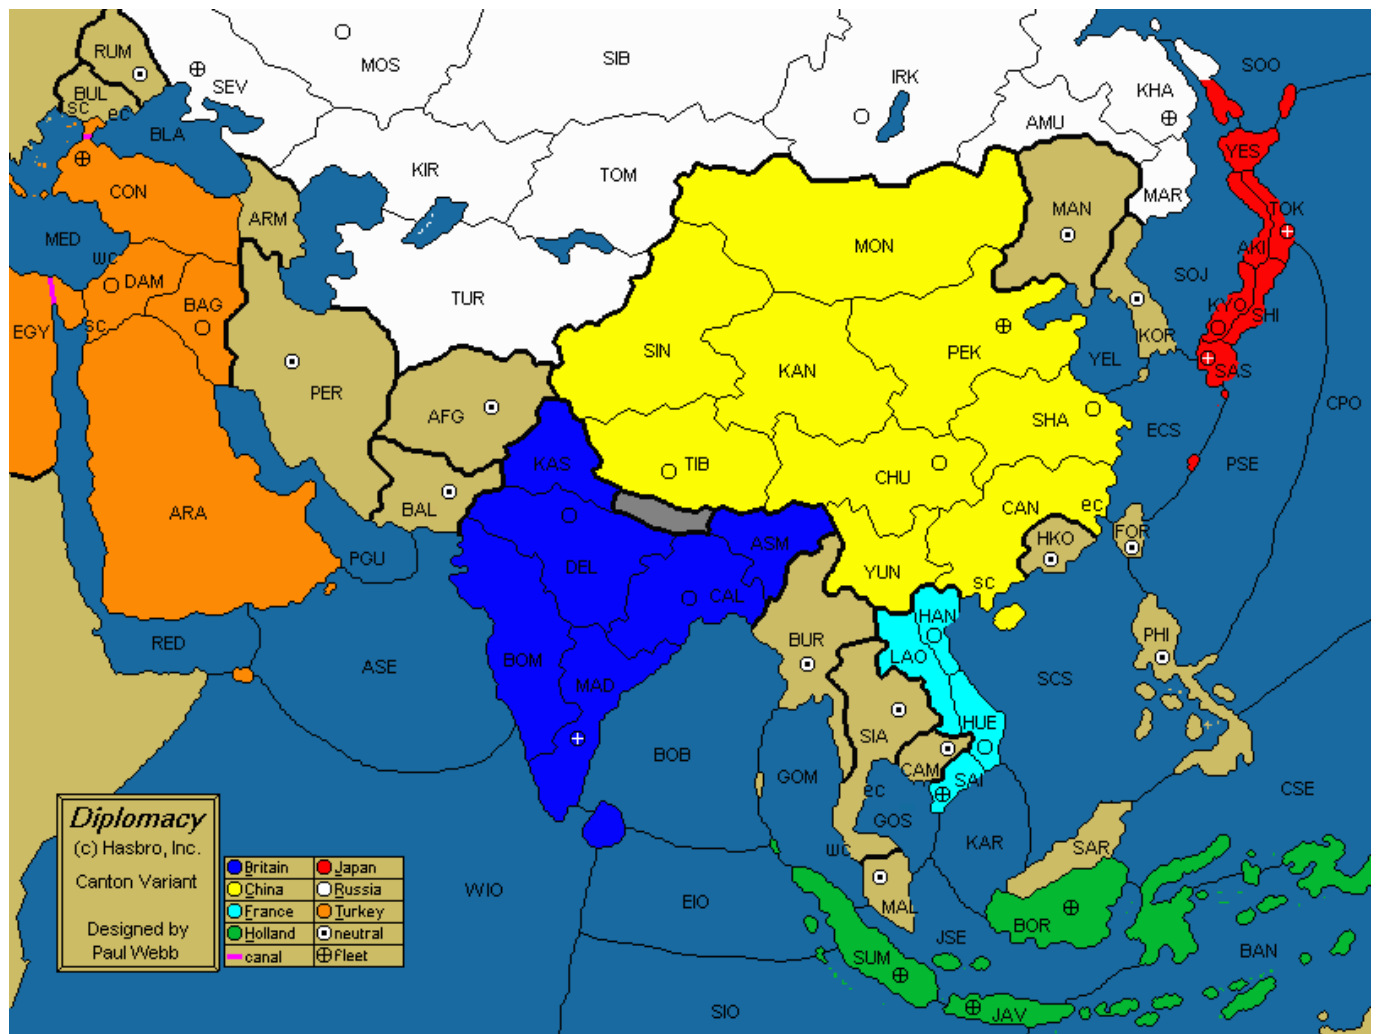 RUM
MOS
SIB
SOO
IRK
SEV
KHA
BUL
sc
ec
BLA
AMU
YES
KIR
TOM
CON
ARM
MAN
MAR
TOK
MED
MON
AKI
wc
DAM
SOJ
BAG
TUR
KYO
EGY
sc
SHI
KOR
SIN
PEK
YEL
KAN
SAS
PER
CPO
AFG
SHA
ECS
KAS
TIB
CHU
PSE
BAL
ARA
CAN
ec
FOR
HKO
ASM
PGU
DEL
YUN
sc
CAL
HAN
RED
BUR
PHI
ASE
BOM
LAO
MAD
SCS
HUE
SIA
BOB
CAM
GOM
SAI
ec
CSE
GOS
KAR
wc
SAR
WIO
EIO
MAL
BOR
JSE
BAN
SUM
SIO
JAV
Diplomacy
(c) Hasbro, Inc.
Canton Variant
Designed by
Paul Webb
Britain Japan
China Russia
France Turkey
Holland neutral
canal fleet